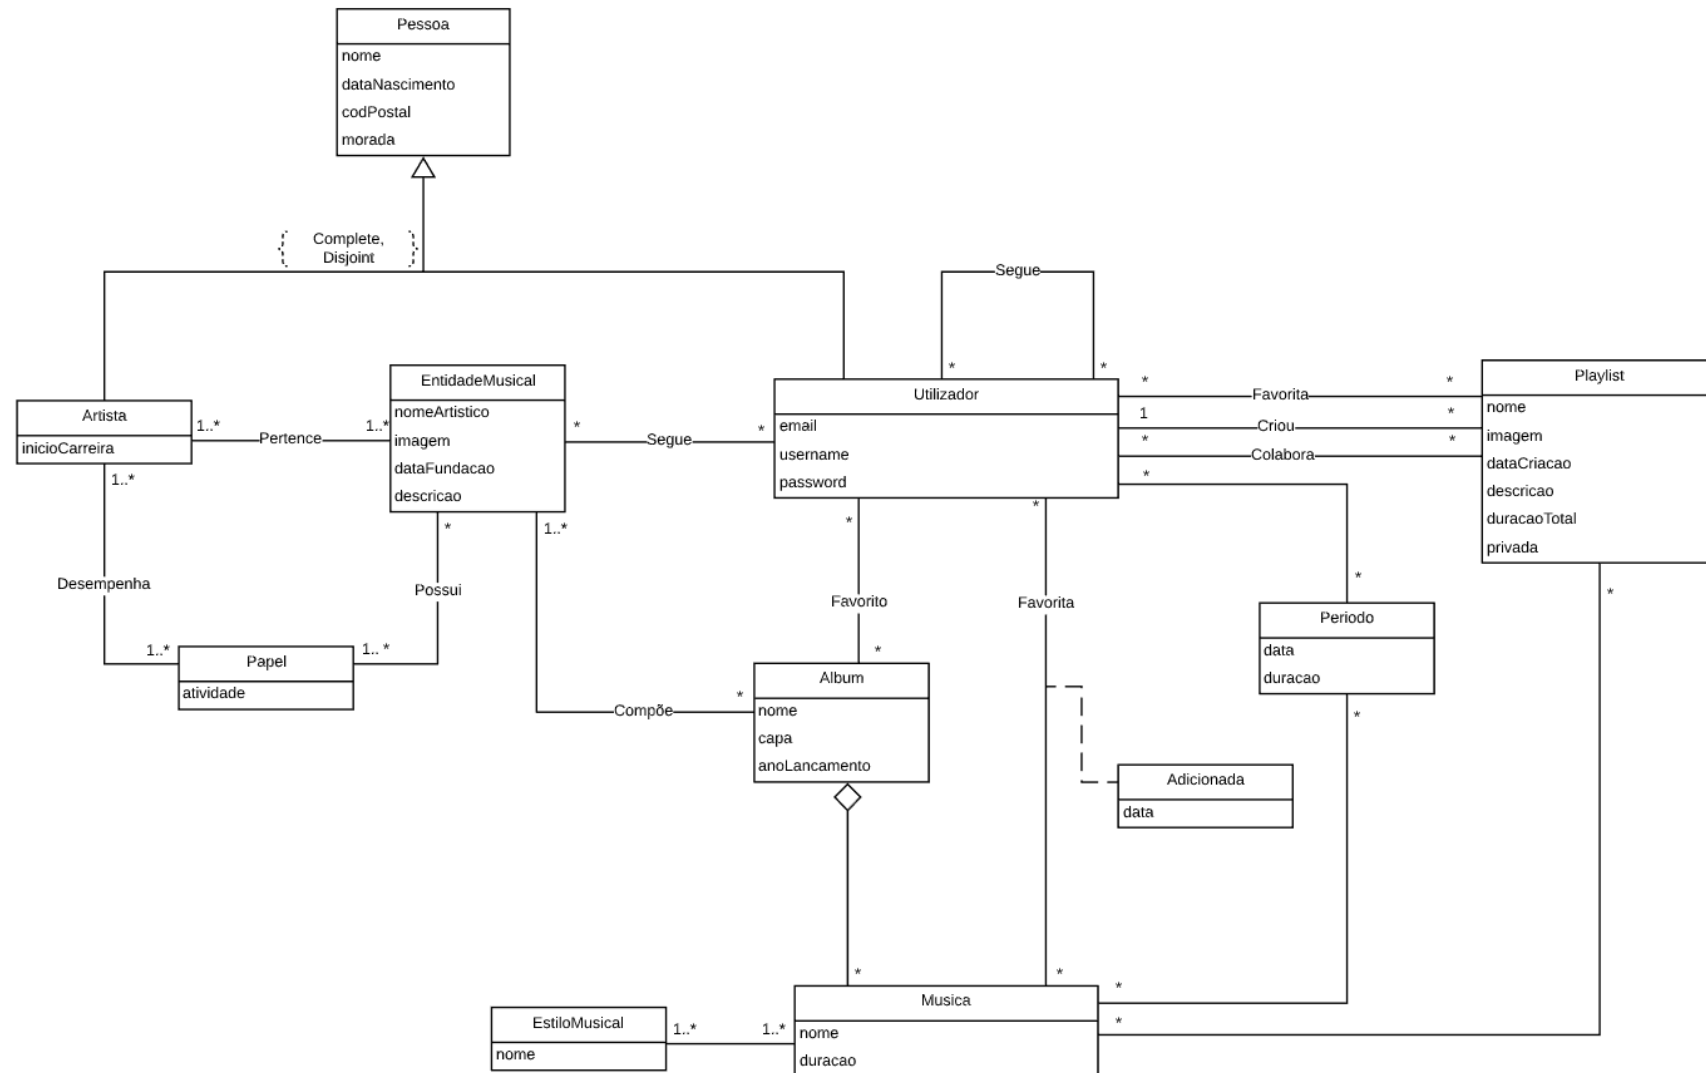 Pessoa
nome
dataNascimento
codPostal
morada
Complete,
Disjoint
Segue
*
*
Artista
inicioCarreira
1..*
Pertence
1..*
EntidadeMusical
nomeArtistico
imagem
dataFundacao
descricao
*
Segue
*
Utilizador
email
username
password
*
Favorita
*
1
Criou
*
*
Colabora
*
Playlist
nome
imagem
dataCriacao
descricao
duracaoTotal
privada
1..*
Desempenha
1..*
Papel
atividade
*
Possui
1.. *
1..*
Compõe
*
*
Favorito
*
Album
nome
capa
anoLancamento
*
Favorita
*
Adicionada
data
*
*
Periodo
data
duracao
*
*
*
*
*
Musica
nome
duracao
EstiloMusical
nome
1..*
1..*